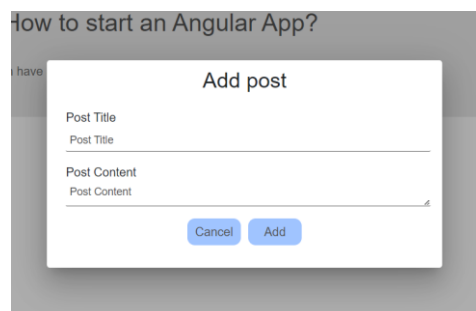 How to start an Angular App?
have
Add post
Post Title
Post Title
Post Content
Post Content
Cancel Add